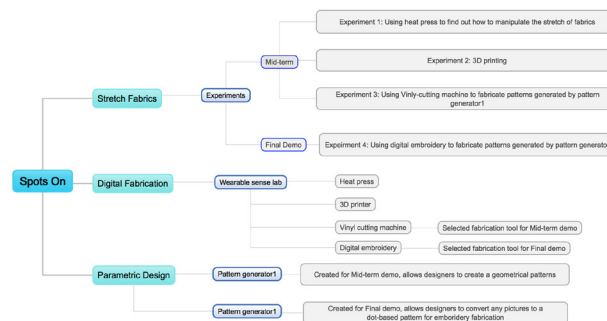 Experiment 1: Using heat press to find out how to manipulate the stretch of fabrics
Mid-term
Experiment 2: 3D printing
Stretch Fabrics
Experiments
Experiment 3: Using Vinly-cutting machine to fabricate patterns generated by pattern
generator1
Final Demo
Expeirment 4: Using digital embroidery to fabricate patterns generated by pattern generator
Spots On
Digital Fabrication
Wearable sense lab
Heat press
3D printer
Vinyl cutting machine
Selected fabrication tool for Mid-term demo
Digital embroidery
Selected fabrication tool for Final demo
Parametric Design
Pattern generator1
Created for Mid-term demo, allows designers to create a geometrical patterns
Pattern generator1
Created for Final demo, allows designers to convert any pictures to a
dot-based pattern for emboridery fabrication